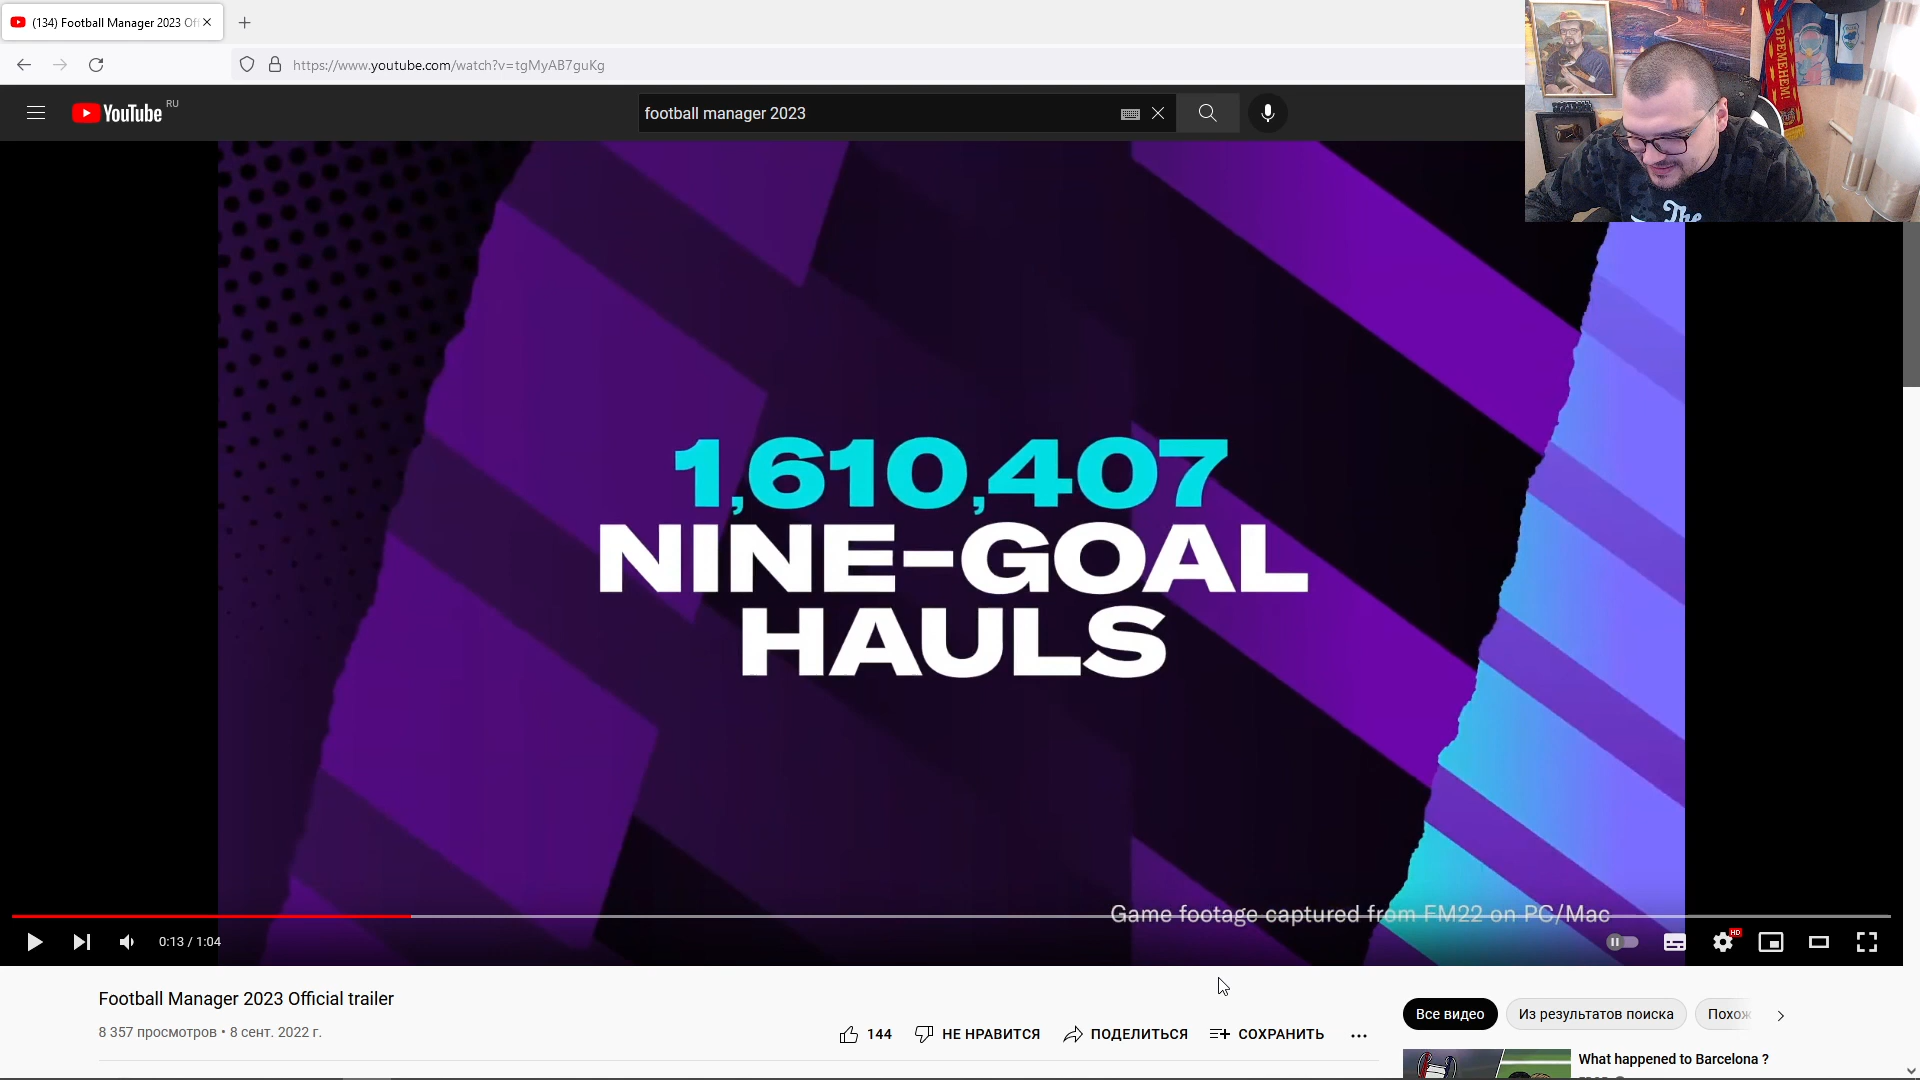 (134) Football Manager 2023 Of
https://www.youtube.com/watch?v=tgMyAB7guKg
YouTube RU
football manager 2023
ВРЕМЕНЕМ!
The
1,610,407
NINE-GOAL
HAULS
Game footage captured from FM22 on PC/Mac
0:13 / 1:04
HD
Football Manager 2023 Official trailer
8 357 просмотров • 8 сент. 2022 г.
144
НЕ НРАВИТСЯ
ПОДЕЛИТЬСЯ
СОХРАНИТЬ
Все видео
Из результатов поиска
Похож
What happened to Barcelona ?